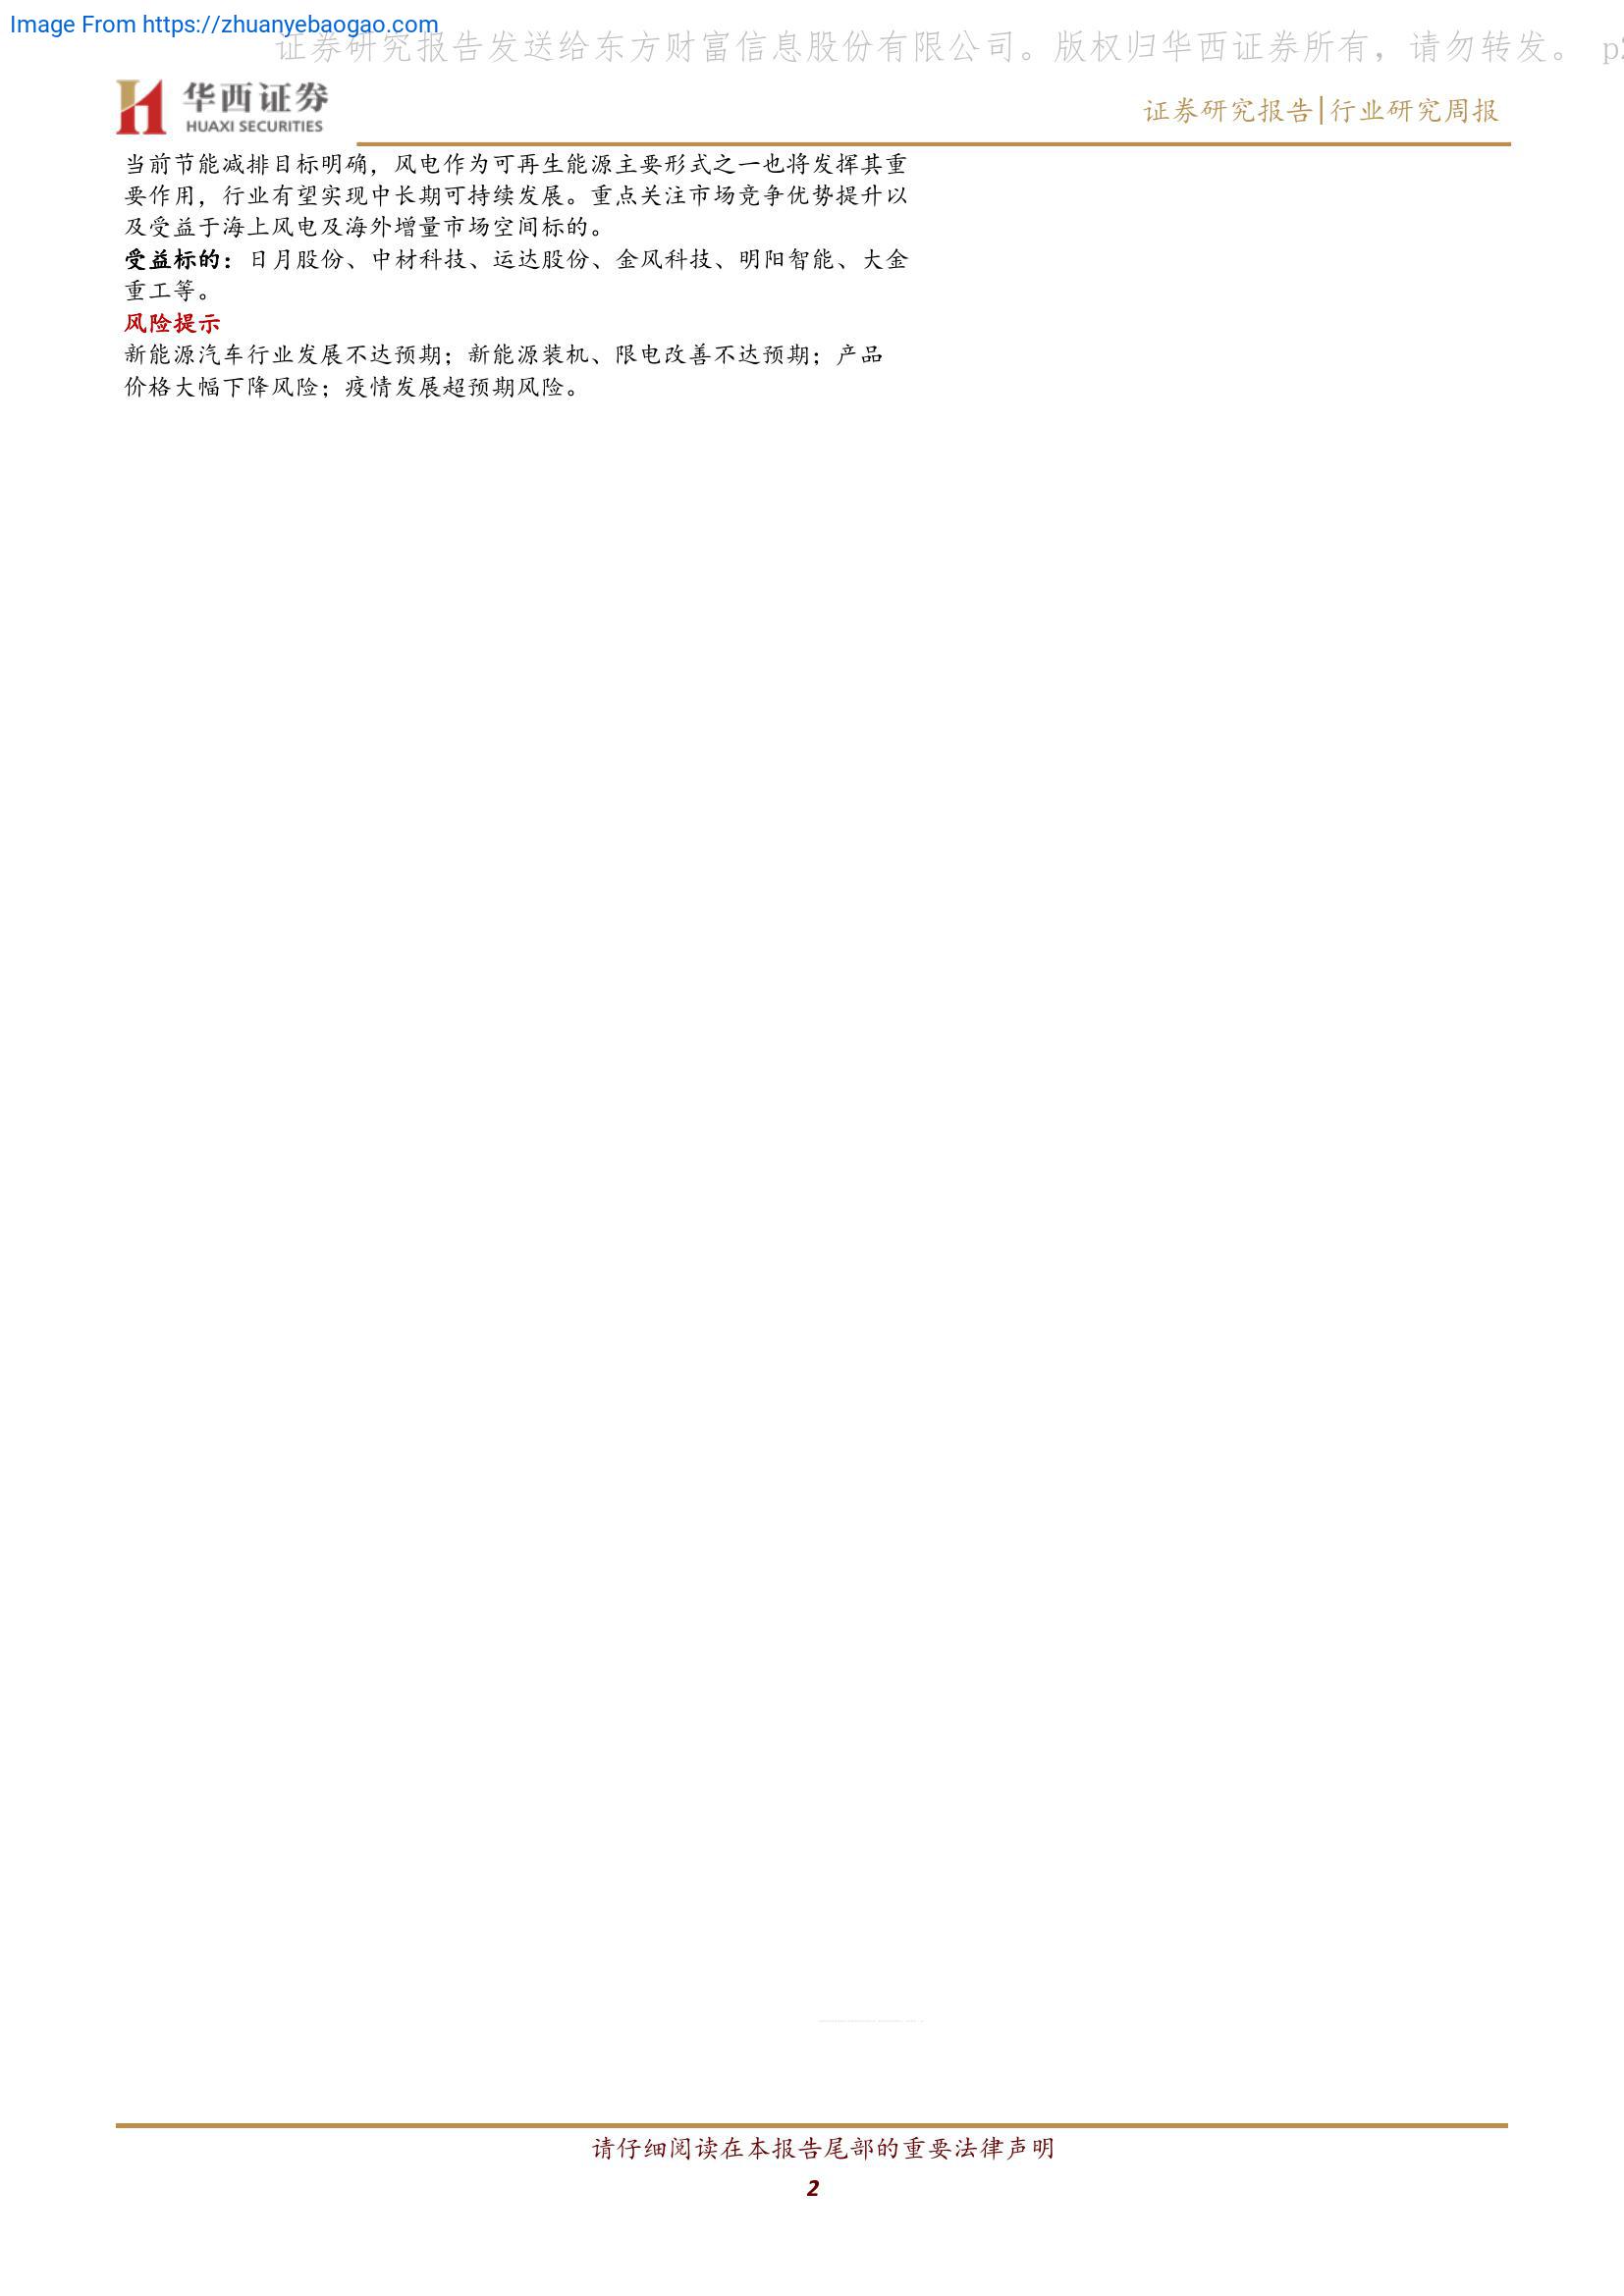 Image From https://zhuanyebaogao.com
证券研究报告发送给东方财富信息股份有限公司。版权归华西证券所有，请勿转发。 p2
华西证券
HUAXI SECURITIES
证券研究报告|行业研究周报
当前节能减排目标明确，风电作为可再生能源主要形式之一也将发挥其重
要作用，行业有望实现中长期可持续发展。重点关注市场竞争优势提升以
及受益于海上风电及海外增量市场空间标的。
受益标的：日月股份、中材科技、运达股份、金风科技、明阳智能、大金
重工等。
风险提示
新能源汽车行业发展不达预期；新能源装机、限电改善不达预期；产品
价格大幅下降风险；疫情发展超预期风险。
请仔细阅读在本报告尾部的重要法律声明
2